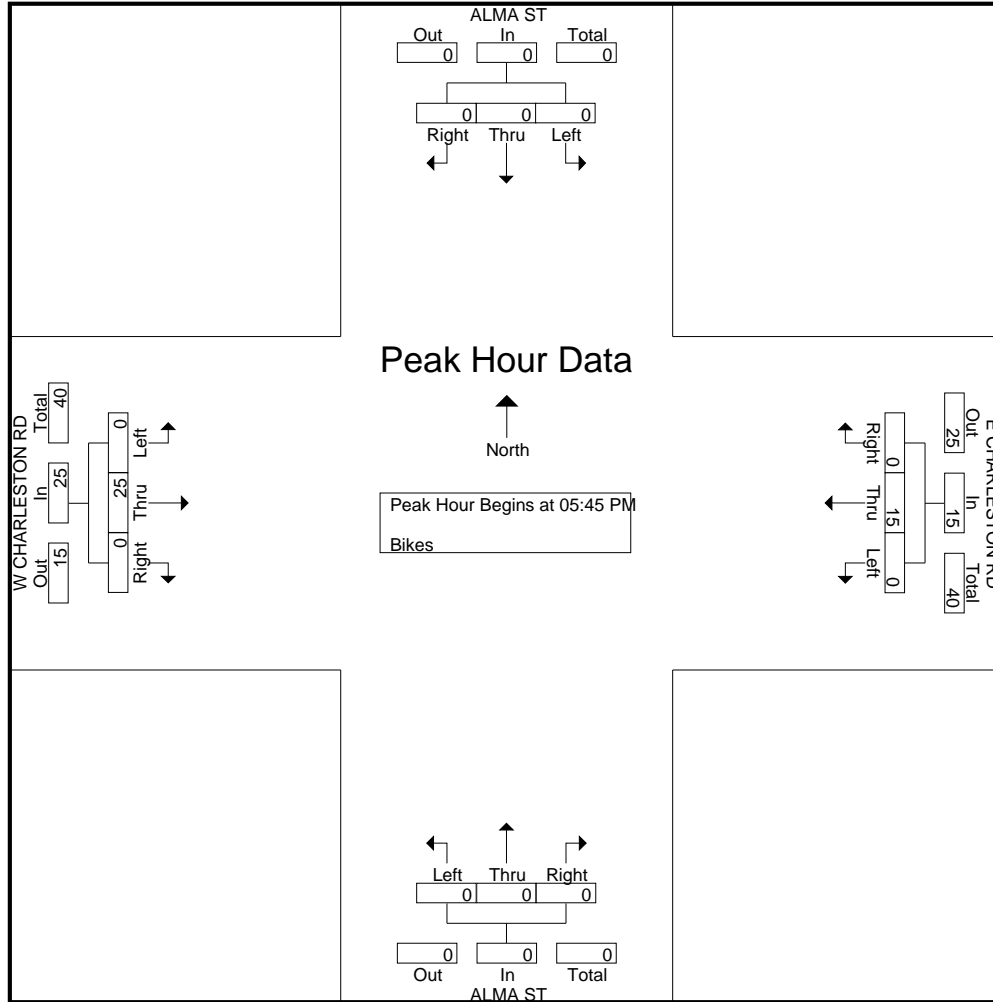 ALMA ST
Out In Total
0 0 0
0 0 0
Right Thru Left
Peak Hour Data
North
Peak Hour Begins at 05:45 PM
Bikes
W CHARLESTON RD
Out In Total
15 25 40
Right Thru Left
0 25 0
E CHARLESTON RD
Out In Total
25 15 40
Right Thru Left
0 15 0
Left Thru Right
0 0 0
0 0 0
Out In Total
ALMA ST